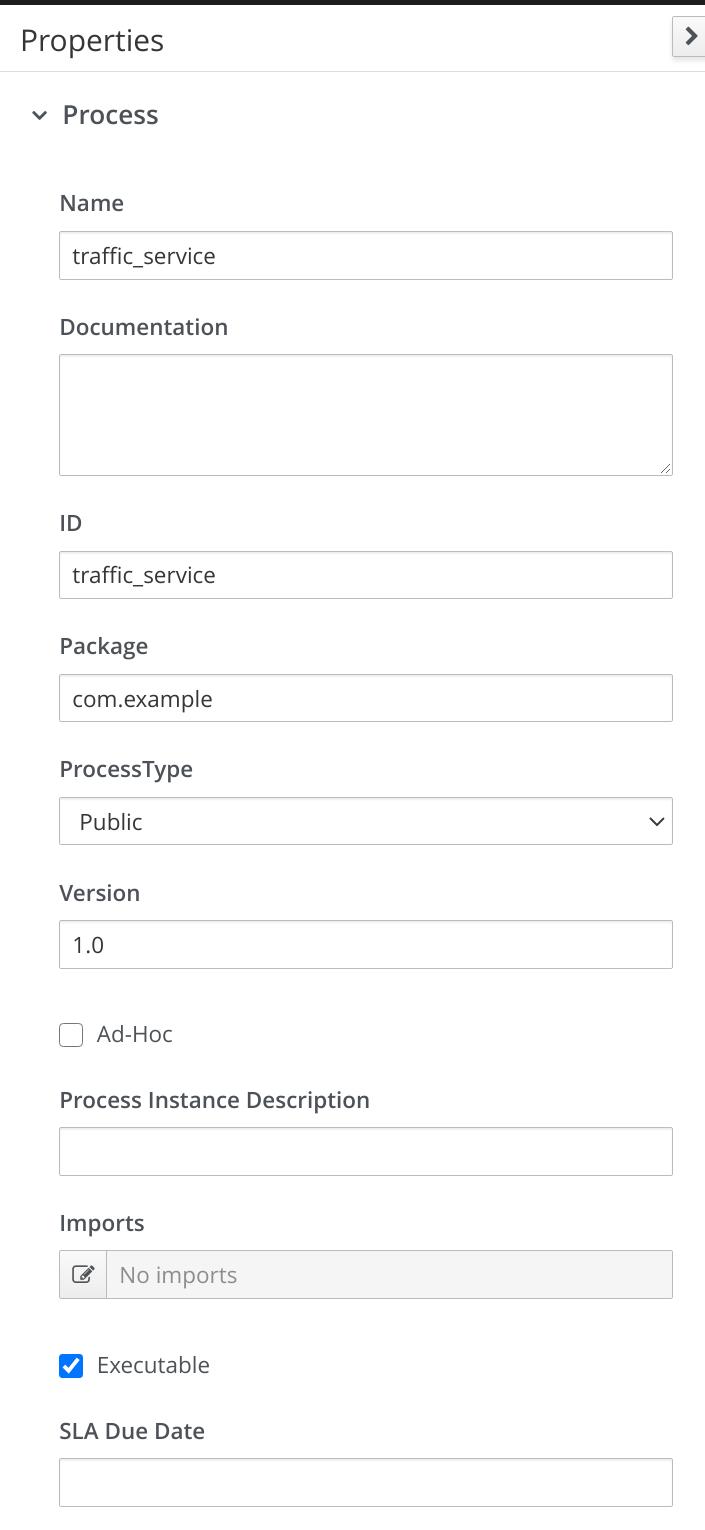 Properties
Process
Name
traffic_service
Documentation
ID
traffic_service
Package
com.example
ProcessType
Public
Version
1.0
Ad-Hoc
Process Instance Description
Imports
No imports
Executable
SLA Due Date